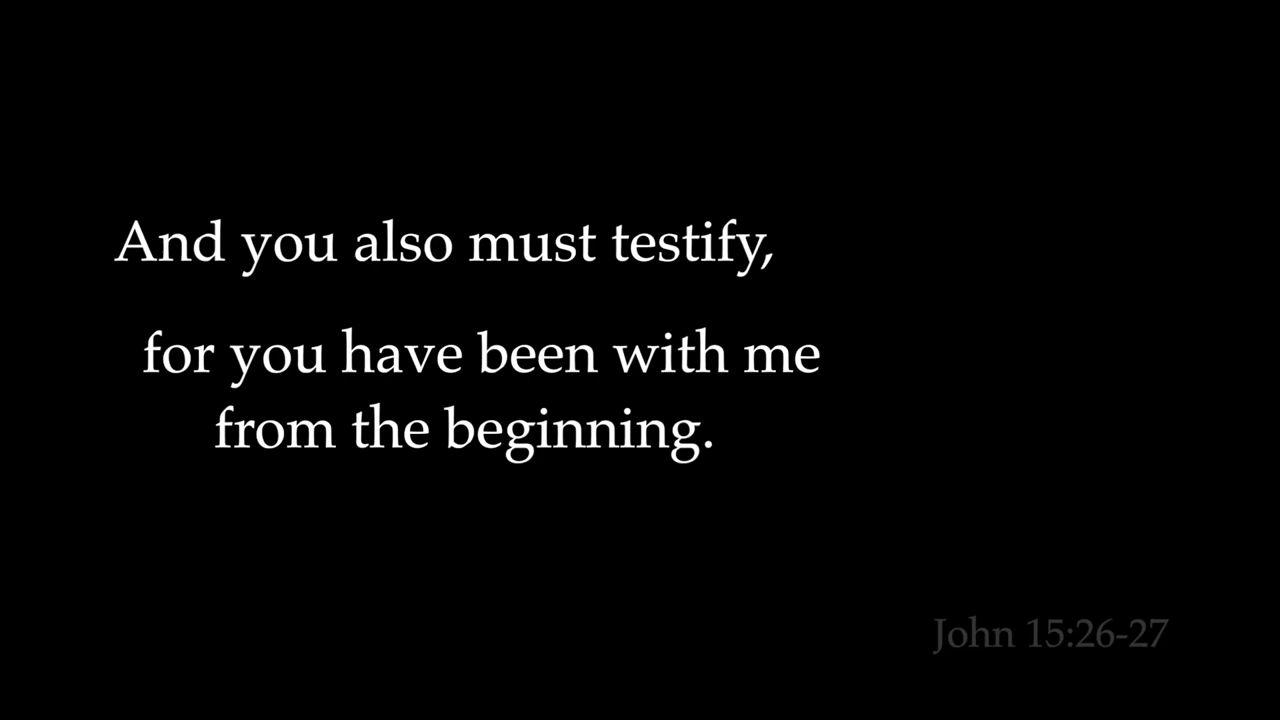 And you also must testify,
for you have been with me
from the beginning.
John 15:26-27